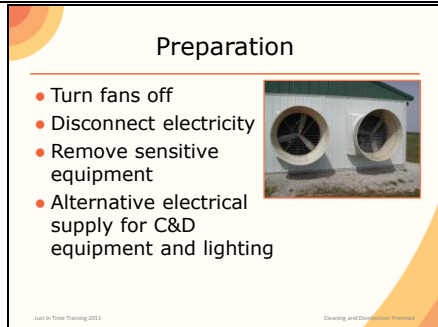 Preparation
Turn fans off
Disconnect electricity
Remove sensitive
equipment
Alternative electrical
supply for C&D
equipment and lighting
Just In Time Training 2011
Cleaning and Disinfection: Premises